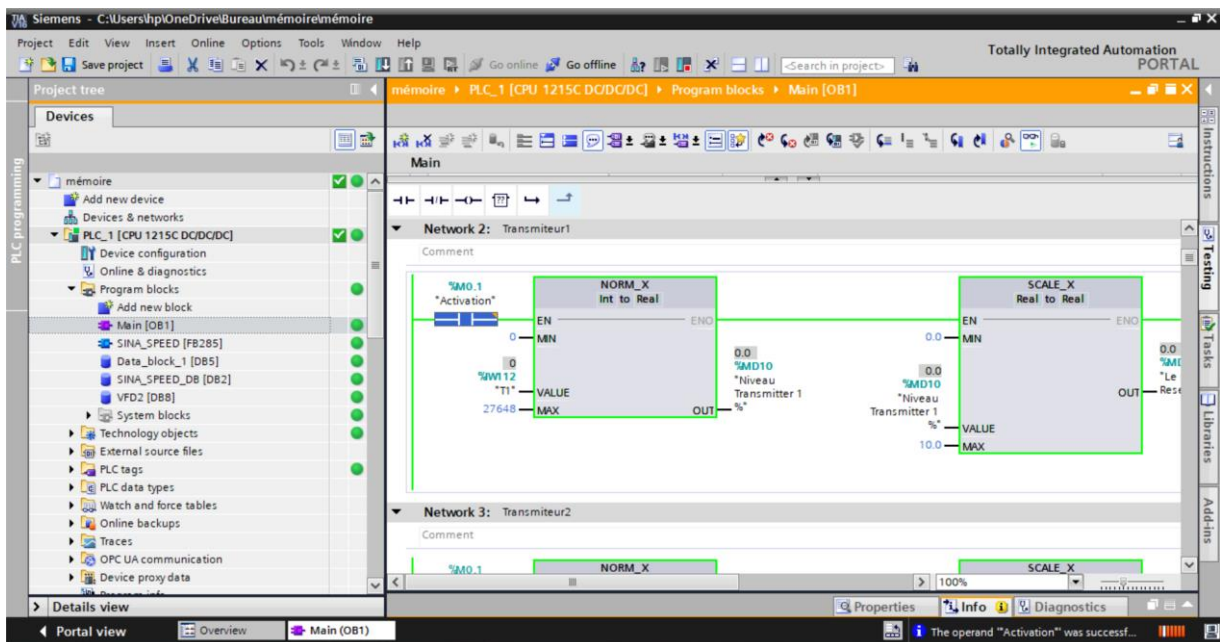 Siemens - C:\Users\hp\OneDrive\Bureau\mémoire\mémoire
Project Edit View Insert Online Options Tools Window Help
Totally Integrated Automation
PORTAL
Save project
Go online
Go offline
<Search in project>
Project tree
mémoire PLC_1 [CPU 1215C DC/DC/DC] Program blocks Main [OB1]
Devices
PLC programming
mémoire
Add new device
Devices & networks
PLC_1 [CPU 1215C DC/DC/DC]
Device configuration
Online & diagnostics
Program blocks
Add new block
Main [OB1]
SINA_SPEED [FB285]
Data_block_1 [DB5]
SINA_SPEED_DB [DB2]
VFD2 [DB8]
System blocks
Technology objects
External source files
PLC tags
PLC data types
Watch and force tables
Online backups
Traces
OPC UA communication
Device proxy data
Details view
Main
Network 2: Transmiteur1
Comment
%M0.1
"Activation"
NORM_X
Int to Real
EN
ENO
0
MIN
0
%IW112
"T1"
VALUE
27648
MAX
OUT
0.0
%MD10
"Niveau
Transmitter 1
%"
SCALE_X
Real to Real
EN
ENO
0.0
MIN
0.0
%MD10
"Niveau
Transmitter 1
%"
VALUE
10.0
MAX
OUT
0.0
"Le
Network 3: Transmiteur2
Comment
%M0.1
NORM_X
SCALE_X
100%
Instructions
Testing
Tasks
Libraries
Add-ins
Properties
Info
Diagnostics
Portal view
Overview
Main (OB1)
The operand '"Activation"' was successf...